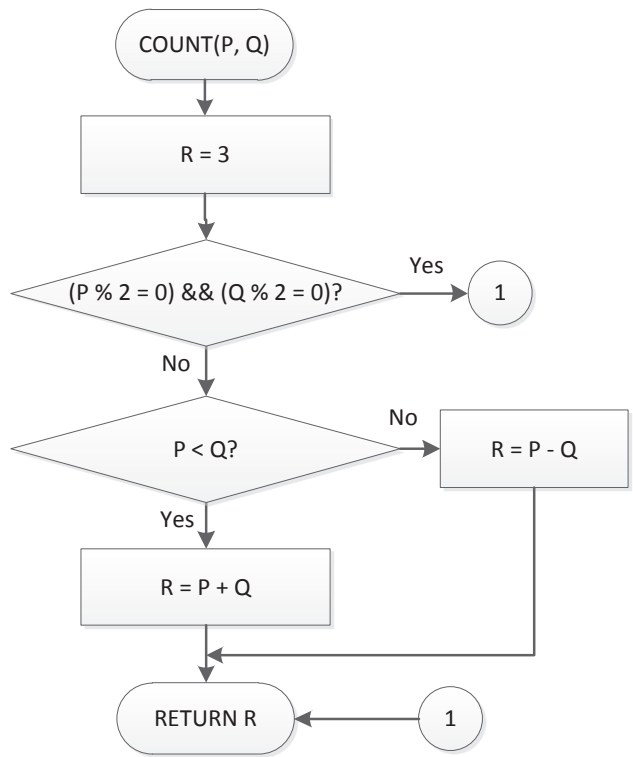 COUNT(P, Q)
R = 3
(P % 2 = 0) && (Q % 2 = 0)?
Yes
1
No
P < Q?
No
R = P - Q
Yes
R = P + Q
RETURN R
1